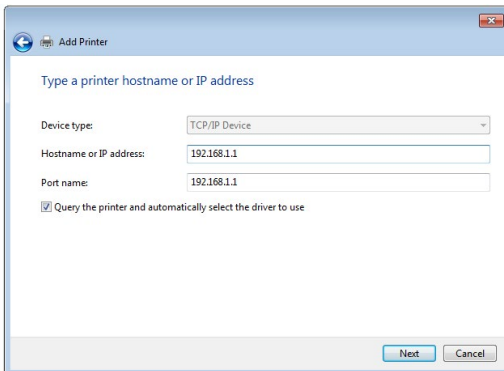 Add Printer
Type a printer hostname or IP address
Device type: TCP/IP Device
Hostname or IP address: 192.168.1.1
Port name: 192.168.1.1
Query the printer and automatically select the driver to use
Next Cancel